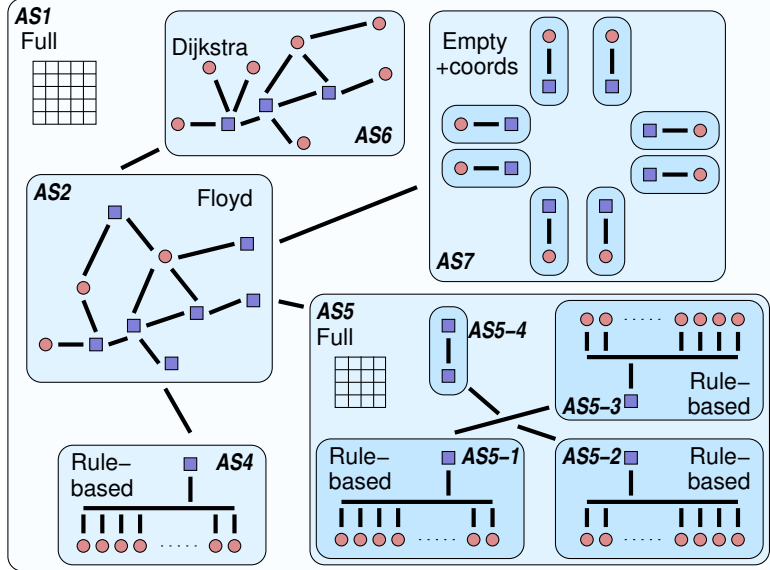 AS1
Full
Dijkstra
AS6
Empty
+coords
AS7
AS2
Floyd
AS5
Full
AS5−4
AS5−3
Rule−
based
Rule−
based
AS4
Rule−
based
AS5−1
AS5−2
Rule−
based